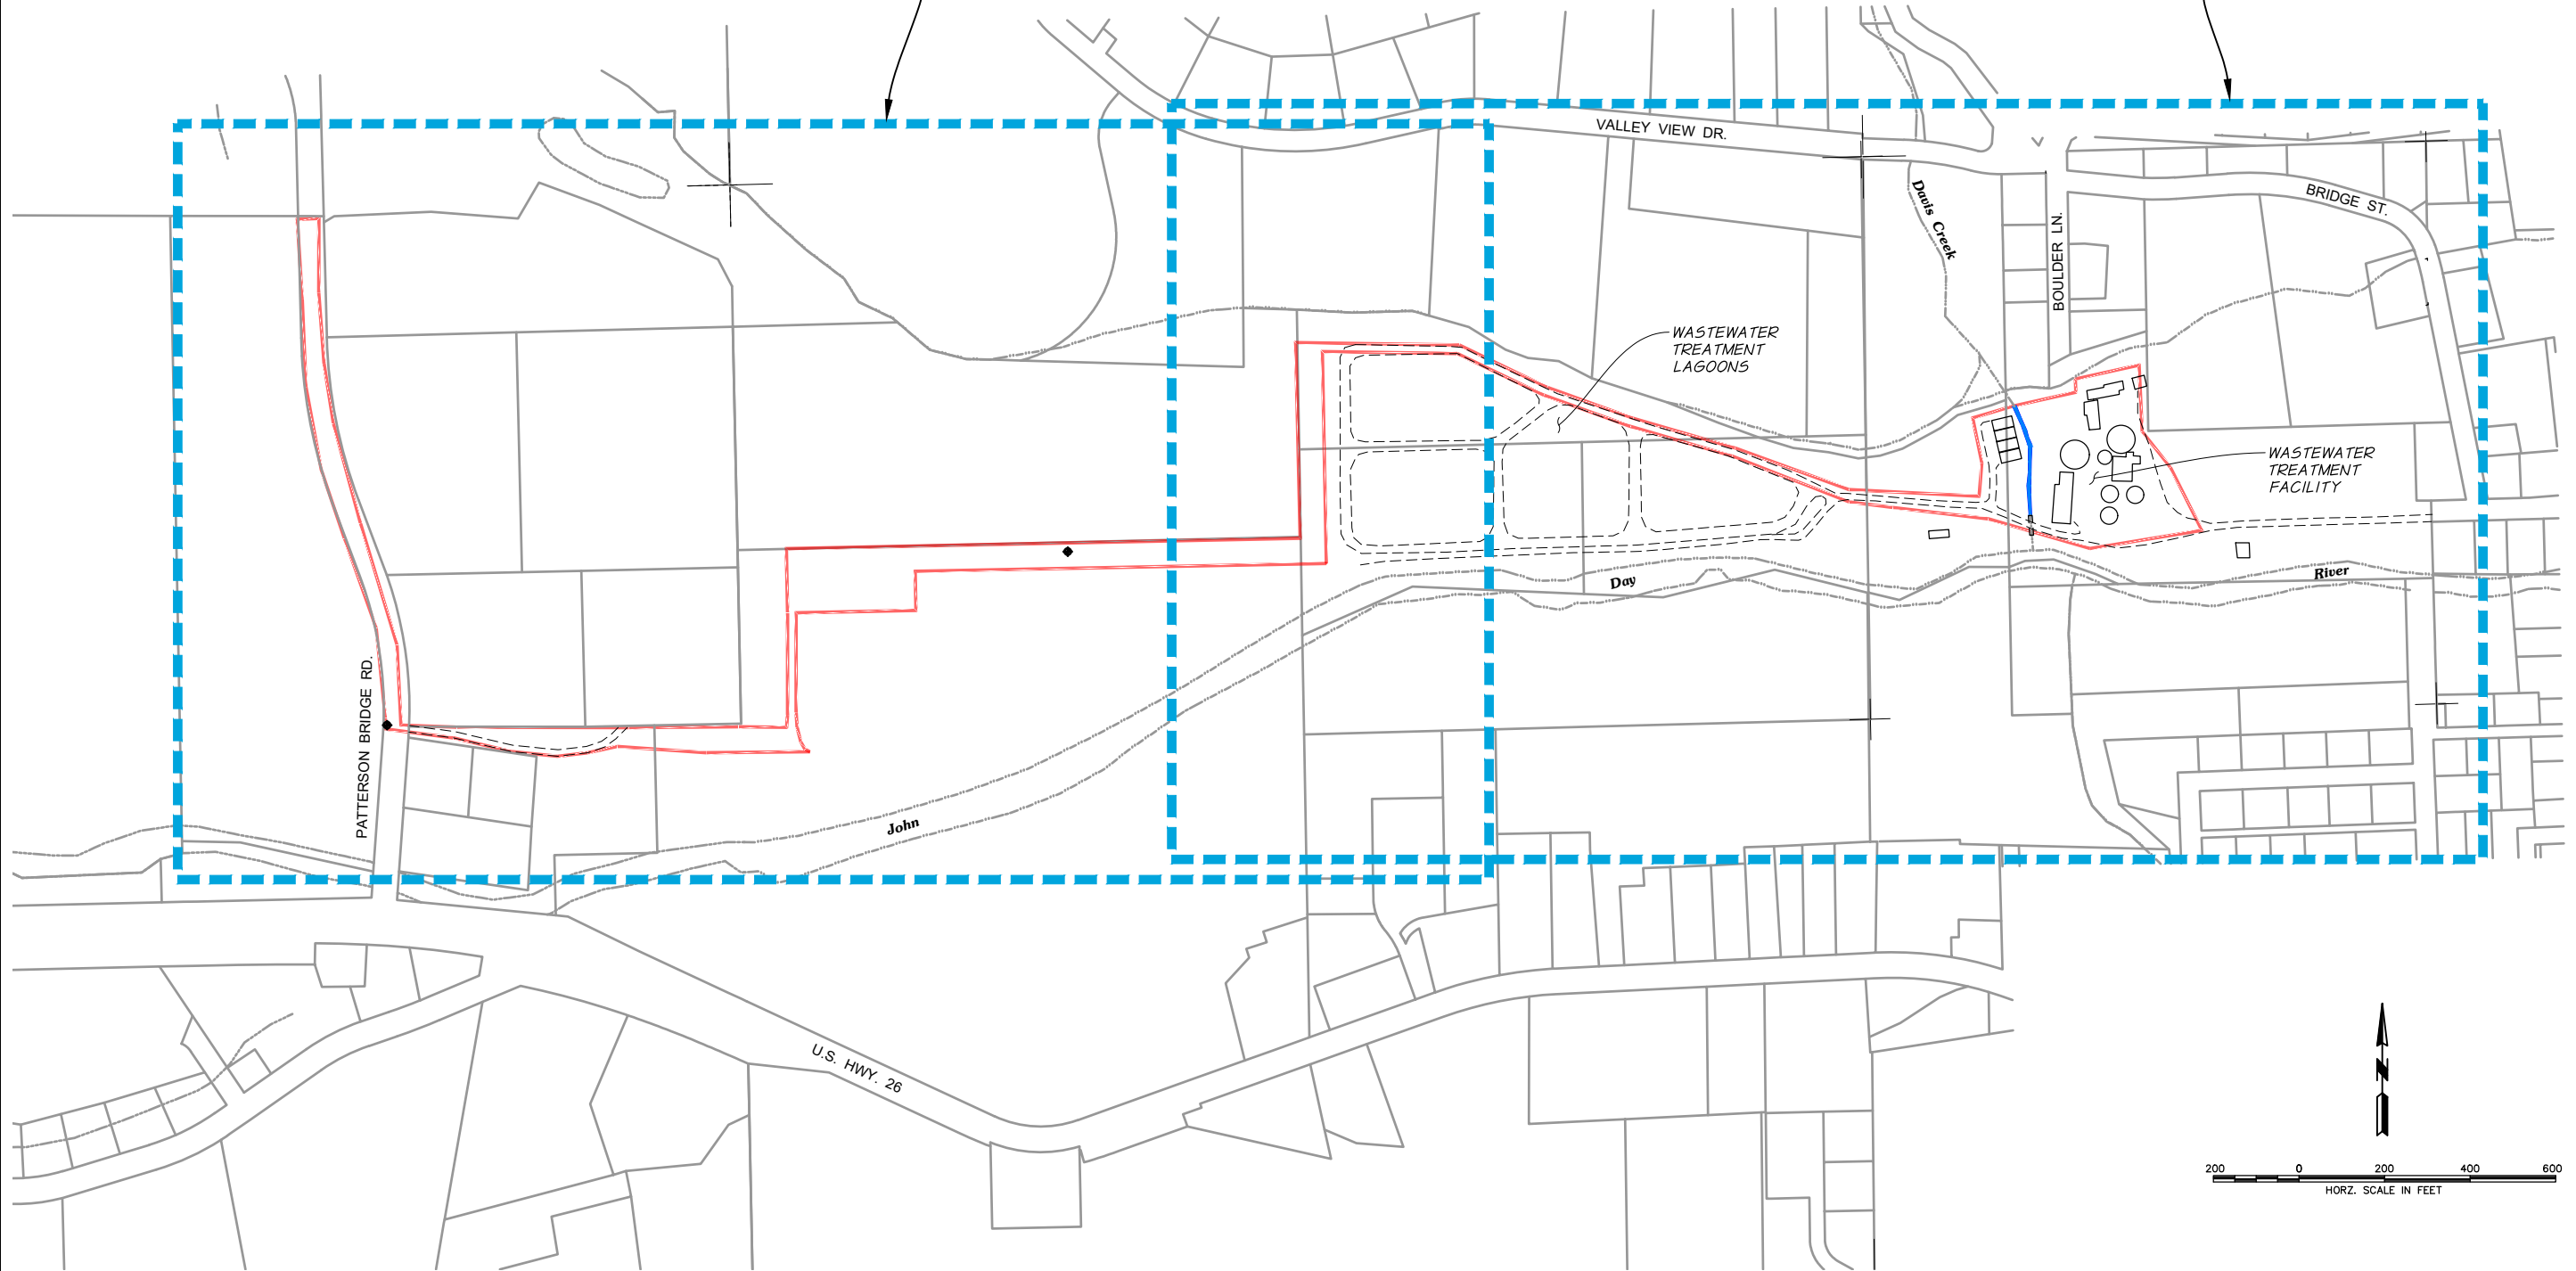 VALLEY VIEW DR.
BRIDGE ST.
Davis Creek
BOULDER LN.
WASTEWATER
TREATMENT
LAGOONS
WASTEWATER
TREATMENT
FACILITY
Day
River
PATTERSON BRIDGE RD.
John
U.S. HWY. 26
N
200 0 200 400 600
HORZ. SCALE IN FEET